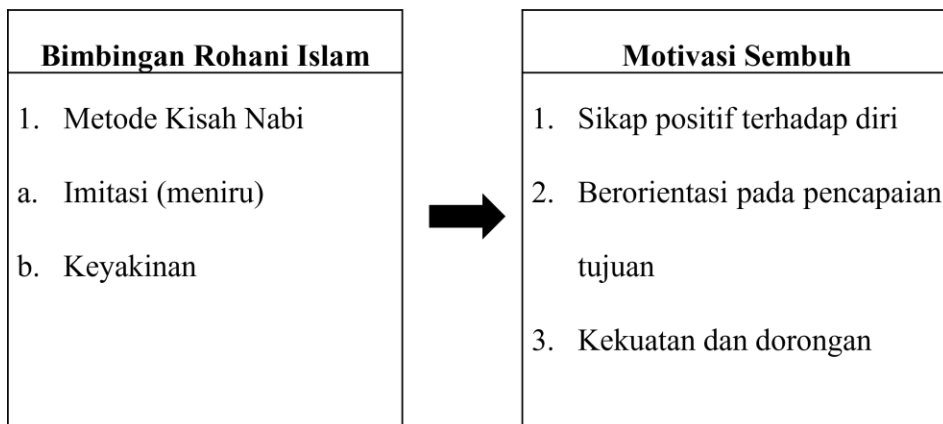 Bimbingan Rohani Islam
1. Metode Kisah Nabi
a. Imitasi (meniru)
b. Keyakinan
Motivasi Sembuh
1. Sikap positif terhadap diri
2. Berorientasi pada pencapaian
tujuan
3. Kekuatan dan dorongan